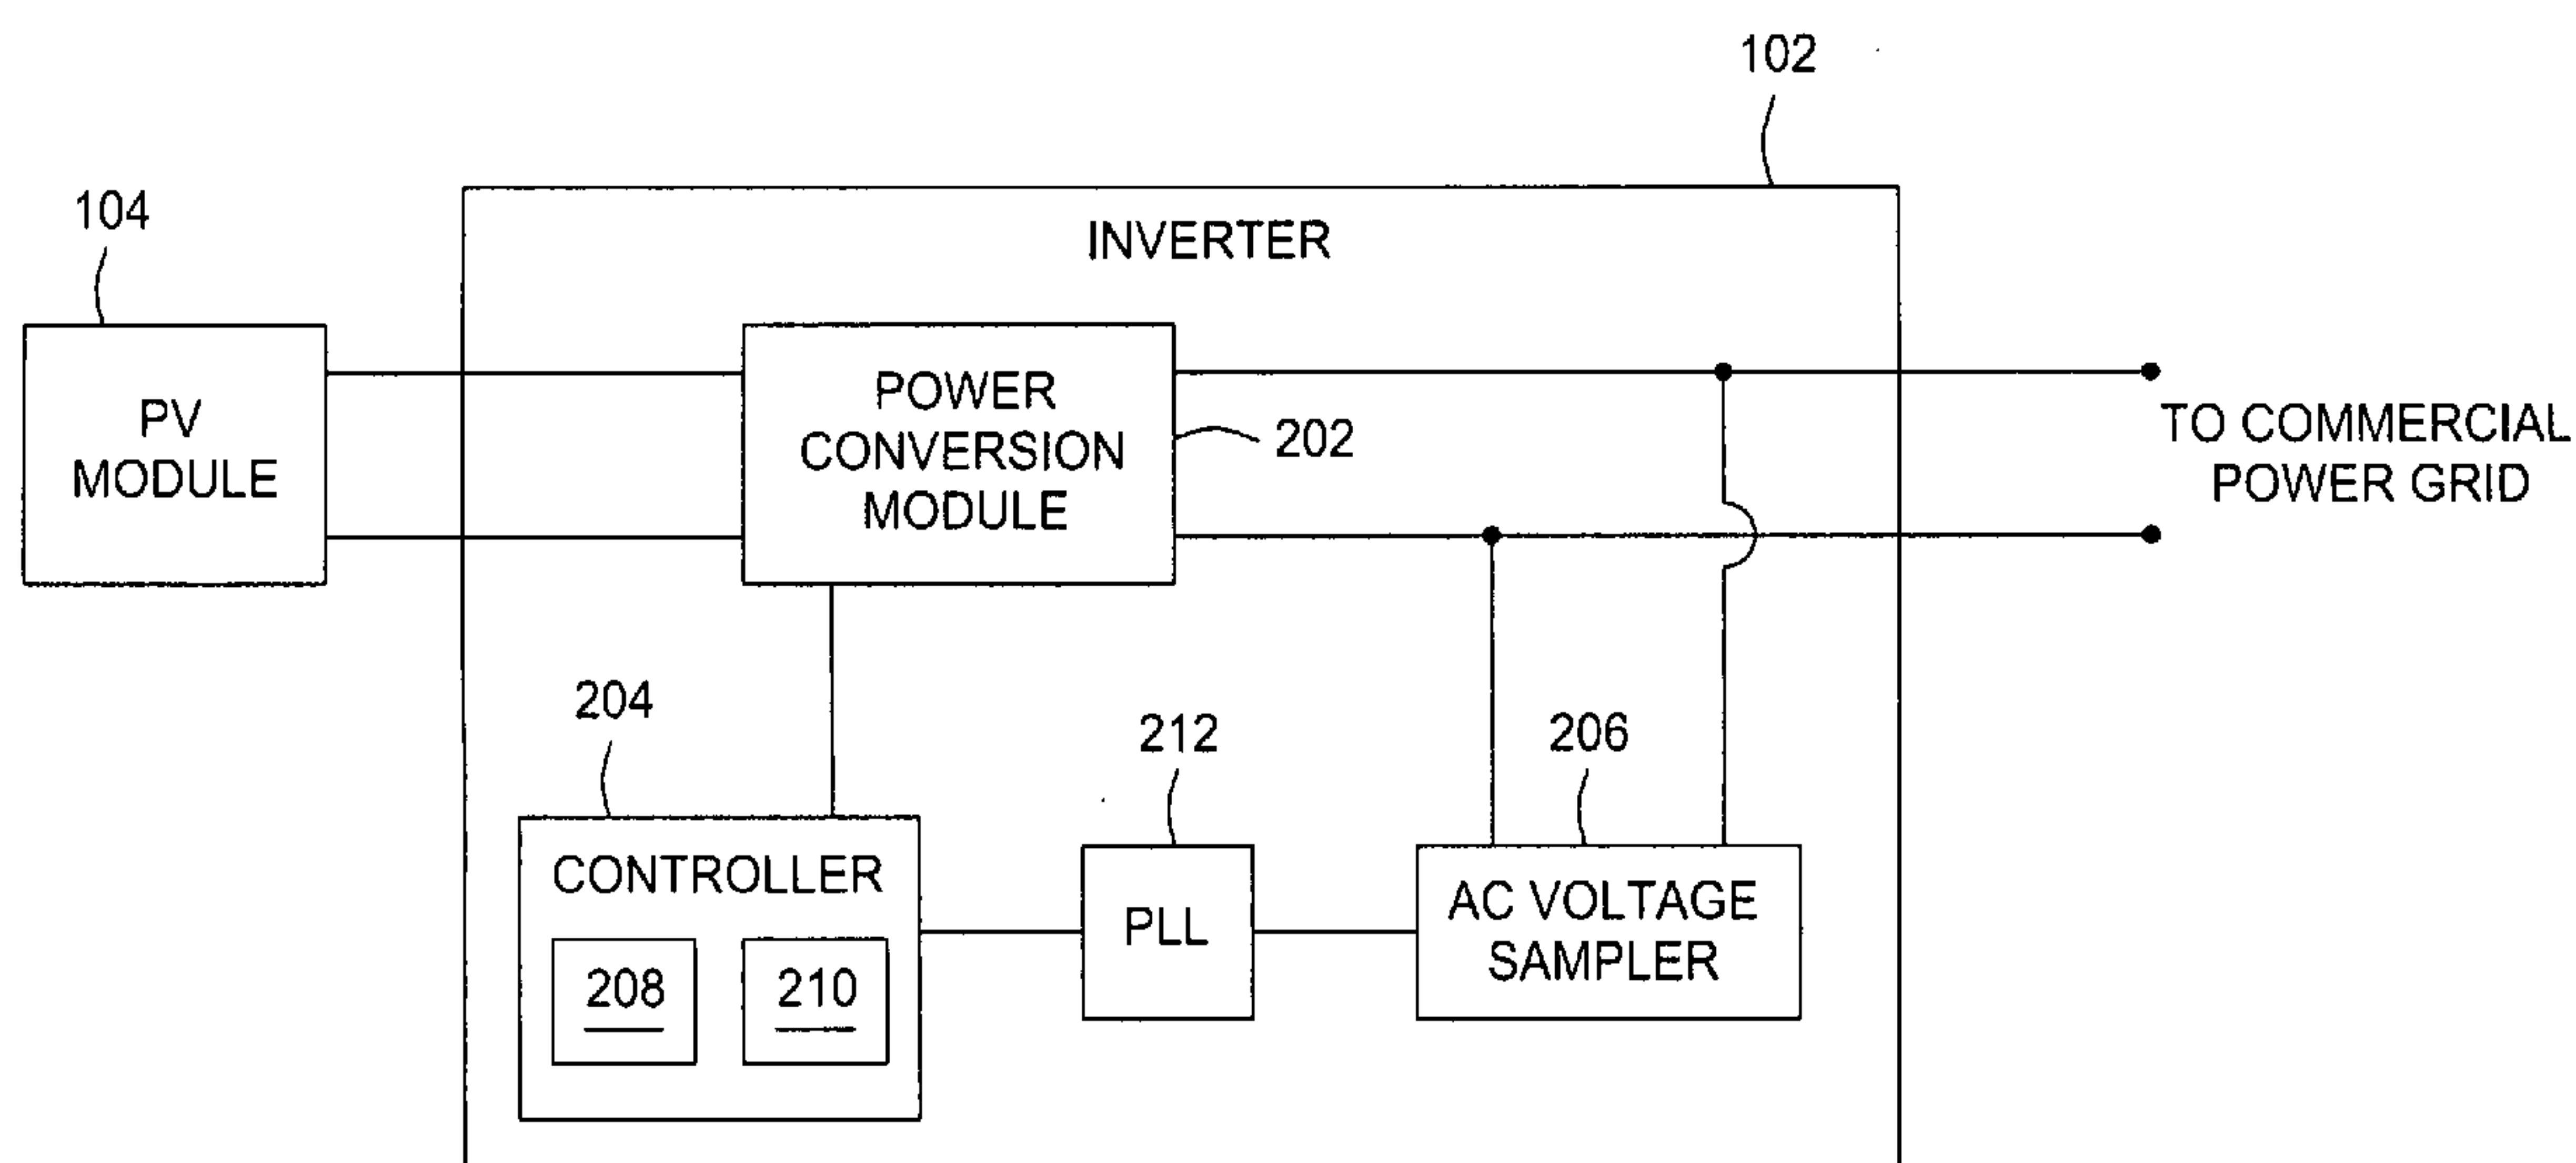 102
104
INVERTER
PV
MODULE
POWER
CONVERSION
MODULE
202
TO COMMERCIAL
POWER GRID
204
212
206
CONTROLLER
208
210
PLL
AC VOLTAGE
SAMPLER